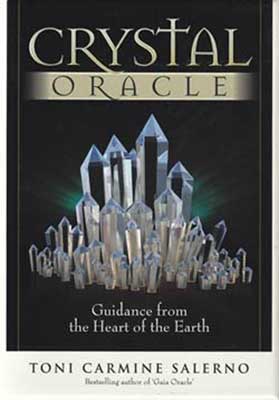 CRYSTAL
ORACLE
Guidance from
the Heart of the Earth
TONI CARMINE SALERNO
Bestselling author of 'Gaia Oracle'